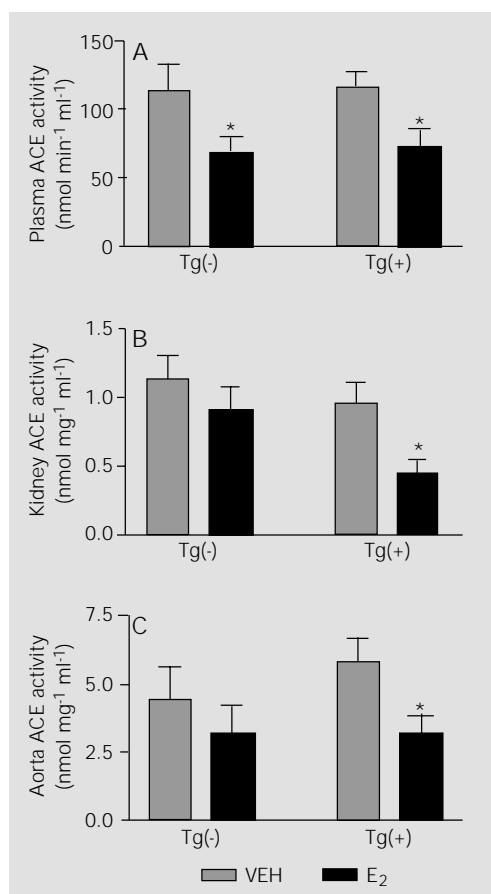 A
Plasma ACE activity
(nmol min⁻¹ ml⁻¹)
150
100
50
0
*
*
Tg(-)
Tg(+)
B
Kidney ACE activity
(nmol mg⁻¹ ml⁻¹)
1.5
1.0
0.5
0.0
*
Tg(-)
Tg(+)
C
Aorta ACE activity
(nmol mg⁻¹ ml⁻¹)
7.5
5.0
2.5
0.0
*
Tg(-)
Tg(+)
VEH
E₂